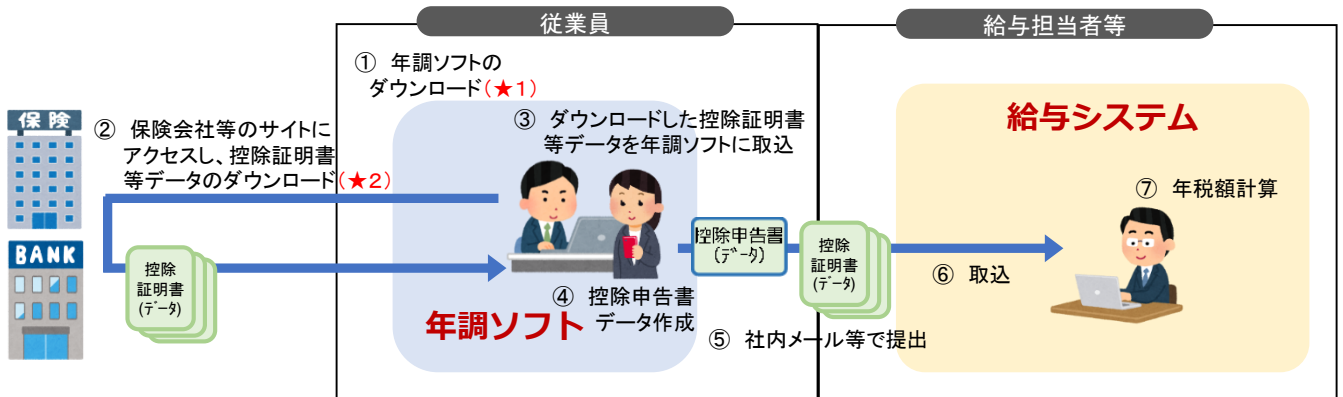 従業員
給与担当者等
① 年調ソフトの
ダウンロード(★1)
保険
② 保険会社等のサイトに
アクセスし、控除証明書
等データのダウンロード(★2)
③ ダウンロードした控除証明書
等データを年調ソフトに取込
給与システム
⑦ 年税額計算
BANK
控除
証明書
(データ)
控除申告書
(データ)
控除
証明書
(データ)
⑥ 取込
④ 控除申告書
データ作成
年調ソフト
⑤ 社内メール等で提出